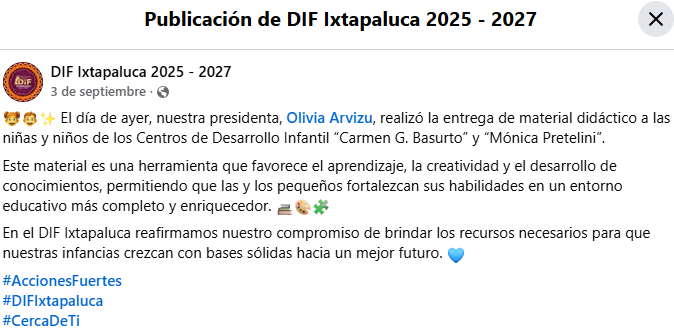 Publicación de DIF Ixtapaluca 2025 - 2027
DIF Ixtapaluca 2025 - 2027
3 de septiembre ·
👧👦✨ El día de ayer, nuestra presidenta, Olivia Arvizu, realizó la entrega de material didáctico a las
niñas y niños de los Centros de Desarrollo Infantil “Carmen G. Basurto” y “Mónica Pretelini”.
Este material es una herramienta que favorece el aprendizaje, la creatividad y el desarrollo de
conocimientos, permitiendo que las y los pequeños fortalezcan sus habilidades en un entorno
educativo más completo y enriquecedor. 📚🎨🧩
En el DIF Ixtapaluca reafirmamos nuestro compromiso de brindar los recursos necesarios para que
nuestras infancias crezcan con bases sólidas hacia un mejor futuro. 🩵
#AccionesFuertes
#DIFIxtapaluca
#CercaDeTi